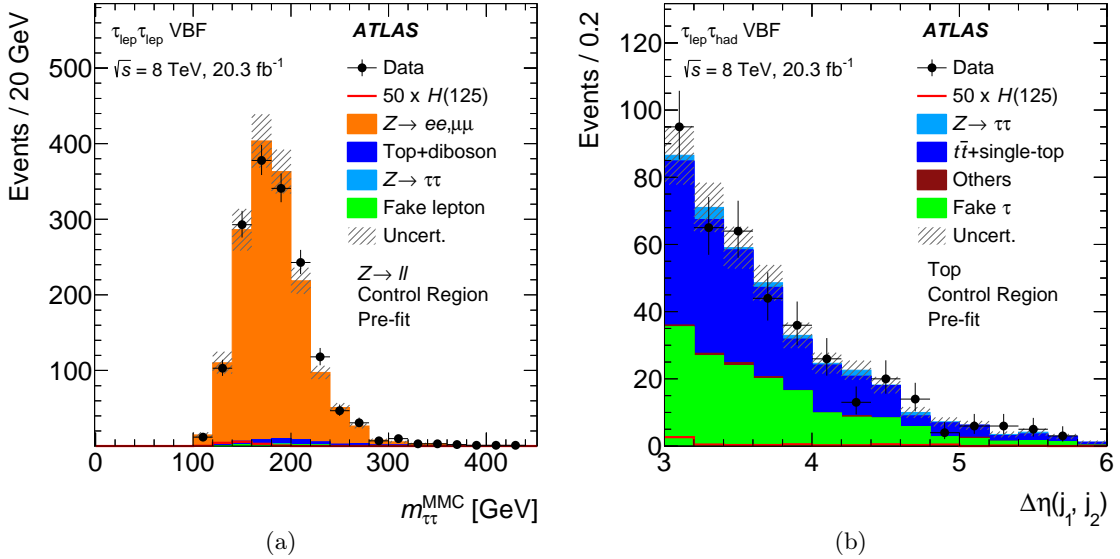 τlepτlep VBF ATLAS
√s = 8 TeV, 20.3 fb⁻¹
Data
50 x H(125)
Z→ ee,μμ
Top+diboson
Z→ ττ
Fake lepton
Uncert.
Z→ ll
Control Region
Pre-fit
Events / 20 GeV
500
400
300
200
100
0 100 200 300 400
mττ^MMC [GeV]
(a)
τlepτhad VBF ATLAS
√s = 8 TeV, 20.3 fb⁻¹
Data
50 x H(125)
Z→ ττ
tt̄+single-top
Others
Fake τ
Uncert.
Top
Control Region
Pre-fit
Events / 0.2
120
100
80
60
40
20
0
3 4 5 6
Δη(j₁, j₂)
(b)